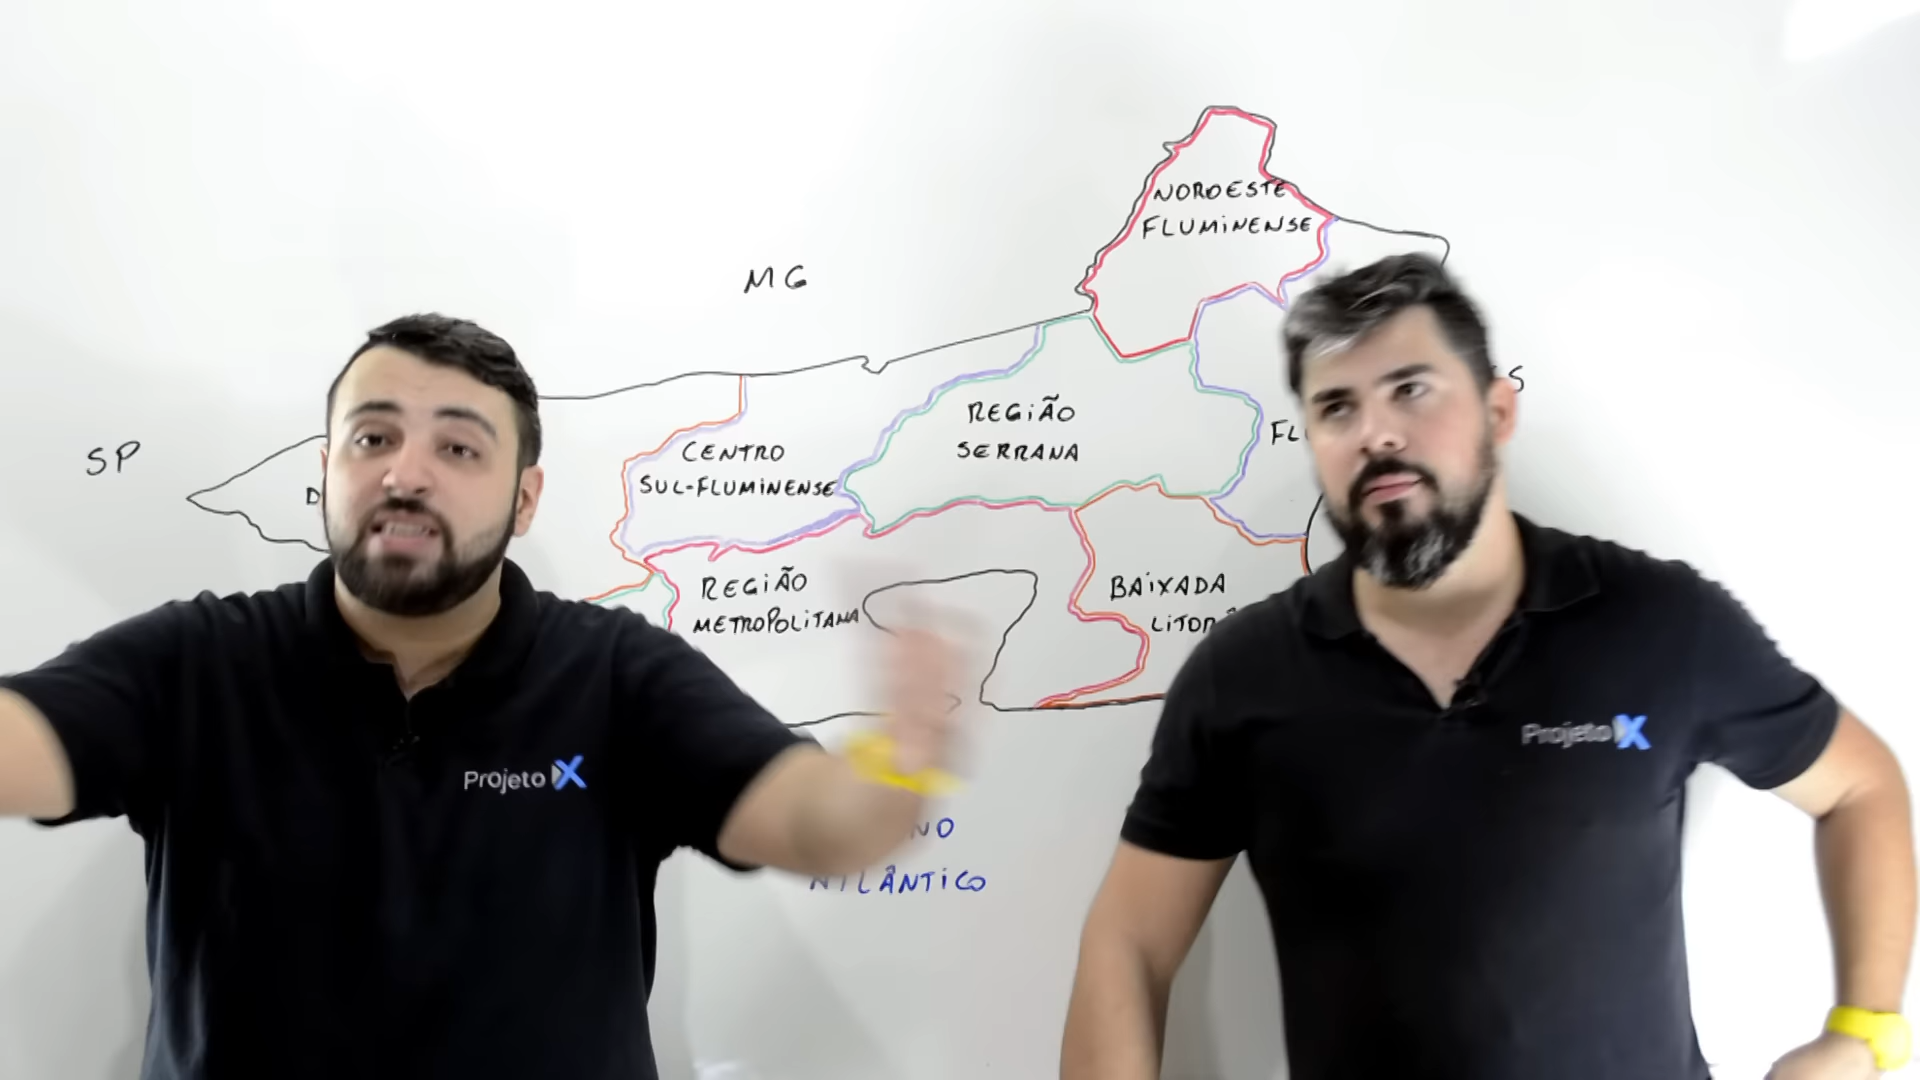 NOROESTE
FLUMINENSE
MG
SP
REGIÃO
SERRANA
CENTRO
SUL-FLUMINENSE
REGIÃO
METROPOLITANA
BAIXADA
Projeto X
Projeto X
ATLÂNTICO